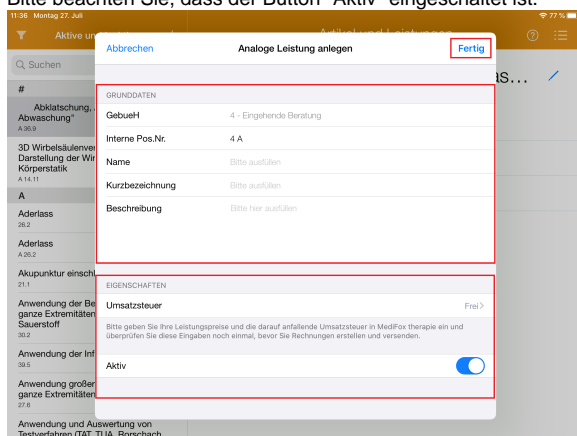 Bitte beachten Sie, dass der Button "Aktiv" eingeschaltet ist.
11:36 Montag 27. Juli
77 %
Aktive un
Artikel und Leistungen
Abbrechen
Analoge Leistung anlegen
Fertig
Suchen
as...
#
Abklatschung,
Abwaschung"
A 36.9
3D Wirbelsäulenver
Darstellung der Wir
Körperstatik
A 14.11
A
Aderlass
26.2
Aderlass
A 26.2
Akupunktur einschl
21.1
Anwendung der Be
ganze Extremitäten
Sauerstoff
30.2
Anwendung der Inf
39.5
Anwendung großer
ganze Extremitäten
27.6
Anwendung und Auswertung von
Testverfahren (TAT, TUA, Rorschach
GRUNDDATEN
GebueH
4 - Eingehende Beratung
Interne Pos.Nr.
4 A
Name
Bitte ausfüllen
Kurzbezeichnung
Bitte ausfüllen
Beschreibung
Bitte hier ausfüllen
EIGENSCHAFTEN
Umsatzsteuer
Frei
Bitte geben Sie Ihre Leistungspreise und die darauf anfallende Umsatzsteuer in MediFox therapie ein und
überprüfen Sie diese Eingaben noch einmal, bevor Sie Rechnungen erstellen und versenden.
Aktiv